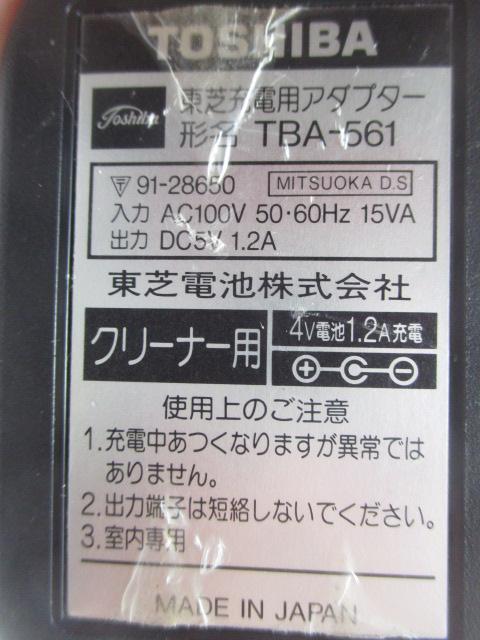 TOSHIBA
Toshiba
東芝充電用アダプター
形名 TBA-561
91-28650 MITSUOKA D.S
入力 AC100V 50・60Hz 15VA
出力 DC5V 1.2A
東芝電池株式会社
クリーナー用
4V電池1.2A充電
+ C −
使用上のご注意
1.充電中あつくなりますが異常では
ありません。
2.出力端子は短絡しないでください。
3.室内専用
MADE IN JAPAN